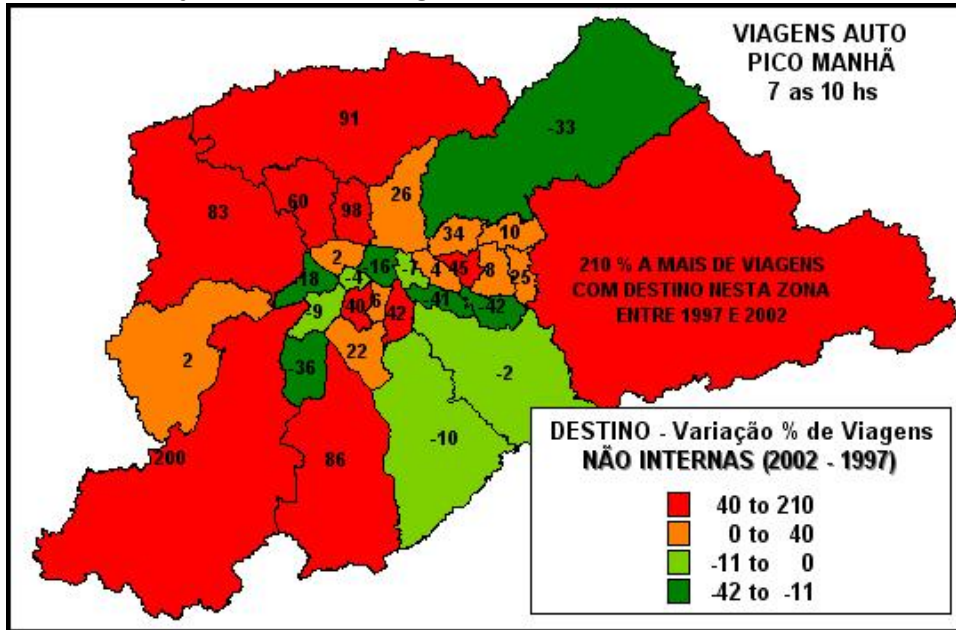 VIAGENS AUTO
PICO MANHÃ
7 as 10 hs
91
-33
83
60
98
26
34
10
2
-16
-7
4
45
8
25
-18
-4
-9
40
6
42
-41
-42
210 % A MAIS DE VIAGENS
COM DESTINO NESTA ZONA
ENTRE 1997 E 2002
2
-36
22
-2
-10
200
86
DESTINO - Variação % de Viagens
NÃO INTERNAS (2002 - 1997)
40 to 210
0 to 40
-11 to 0
-42 to -11